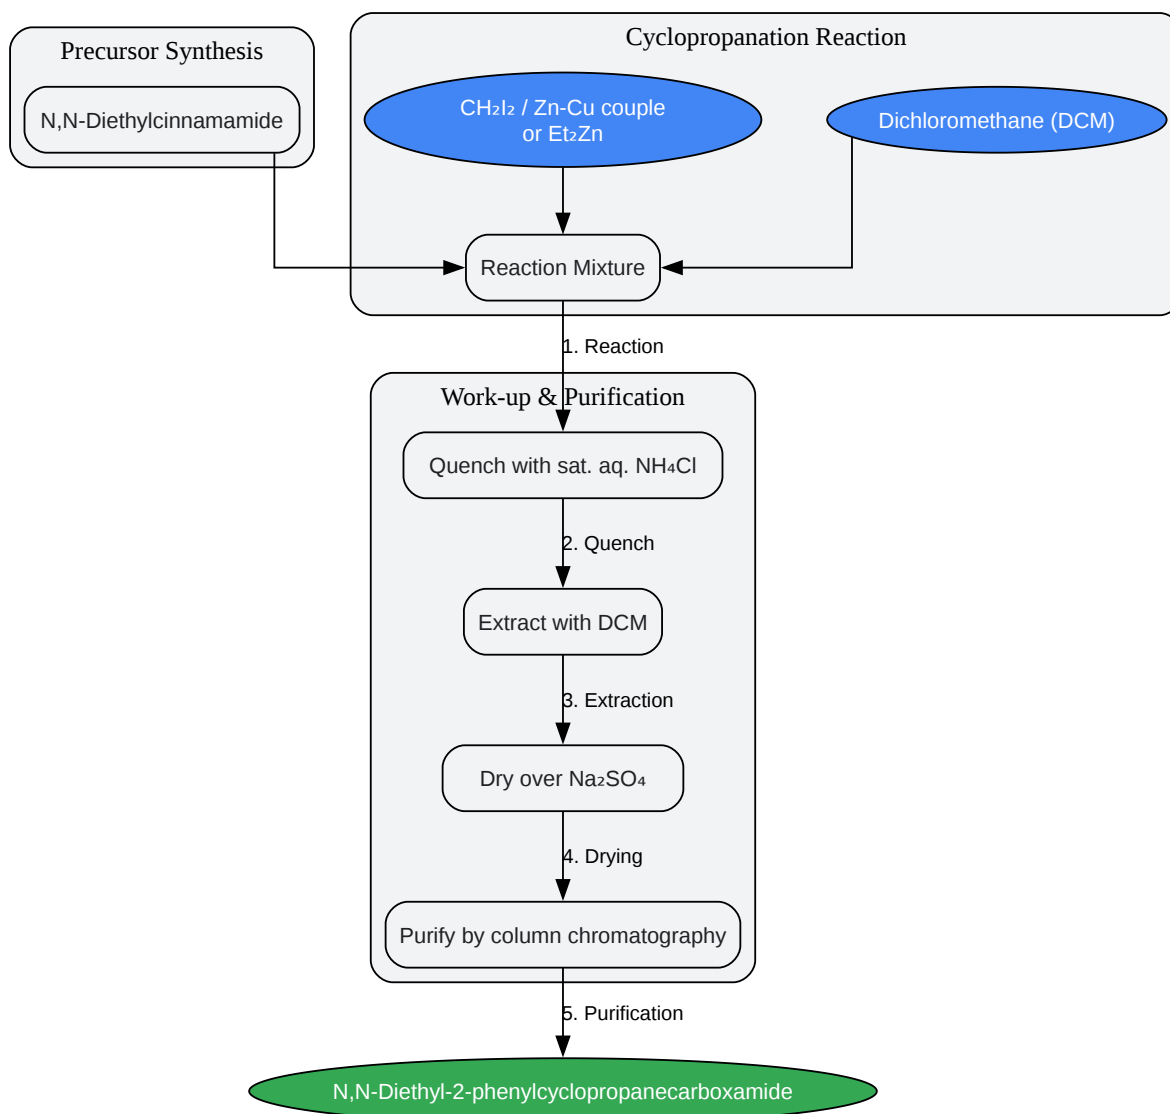 Precursor Synthesis
N,N-Diethylcinnamamide
Cyclopropanation Reaction
CH₂I₂ / Zn-Cu couple
or Et₂Zn
Dichloromethane (DCM)
Reaction Mixture
1. Reaction
Work-up & Purification
Quench with sat. aq. NH₄Cl
2. Quench
Extract with DCM
3. Extraction
Dry over Na₂SO₄
4. Drying
Purify by column chromatography
5. Purification
N,N-Diethyl-2-phenylcyclopropanecarboxamide